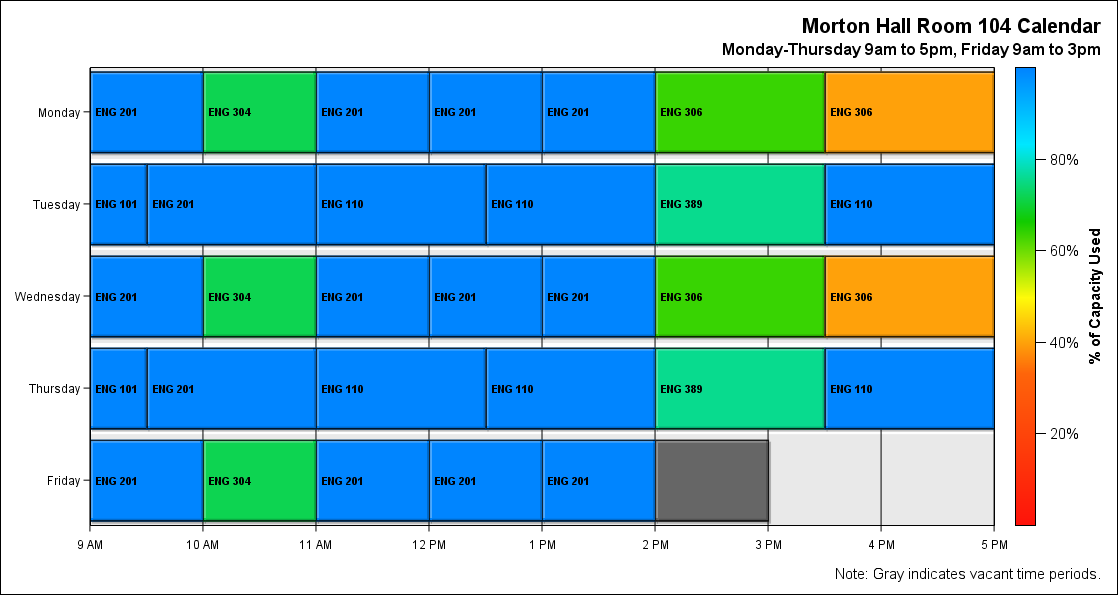 Morton Hall Room 104 Calendar
Monday-Thursday 9am to 5pm, Friday 9am to 3pm
Monday ENG 201 ENG 304 ENG 201 ENG 201 ENG 201 ENG 306 ENG 306
Tuesday ENG 101 ENG 201 ENG 110 ENG 110 ENG 389 ENG 110
Wednesday ENG 201 ENG 304 ENG 201 ENG 201 ENG 201 ENG 306 ENG 306
Thursday ENG 101 ENG 201 ENG 110 ENG 110 ENG 389 ENG 110
Friday ENG 201 ENG 304 ENG 201 ENG 201 ENG 201
9 AM 10 AM 11 AM 12 PM 1 PM 2 PM 3 PM 4 PM 5 PM
80%
60%
40%
20%
% of Capacity Used
Note: Gray indicates vacant time periods.